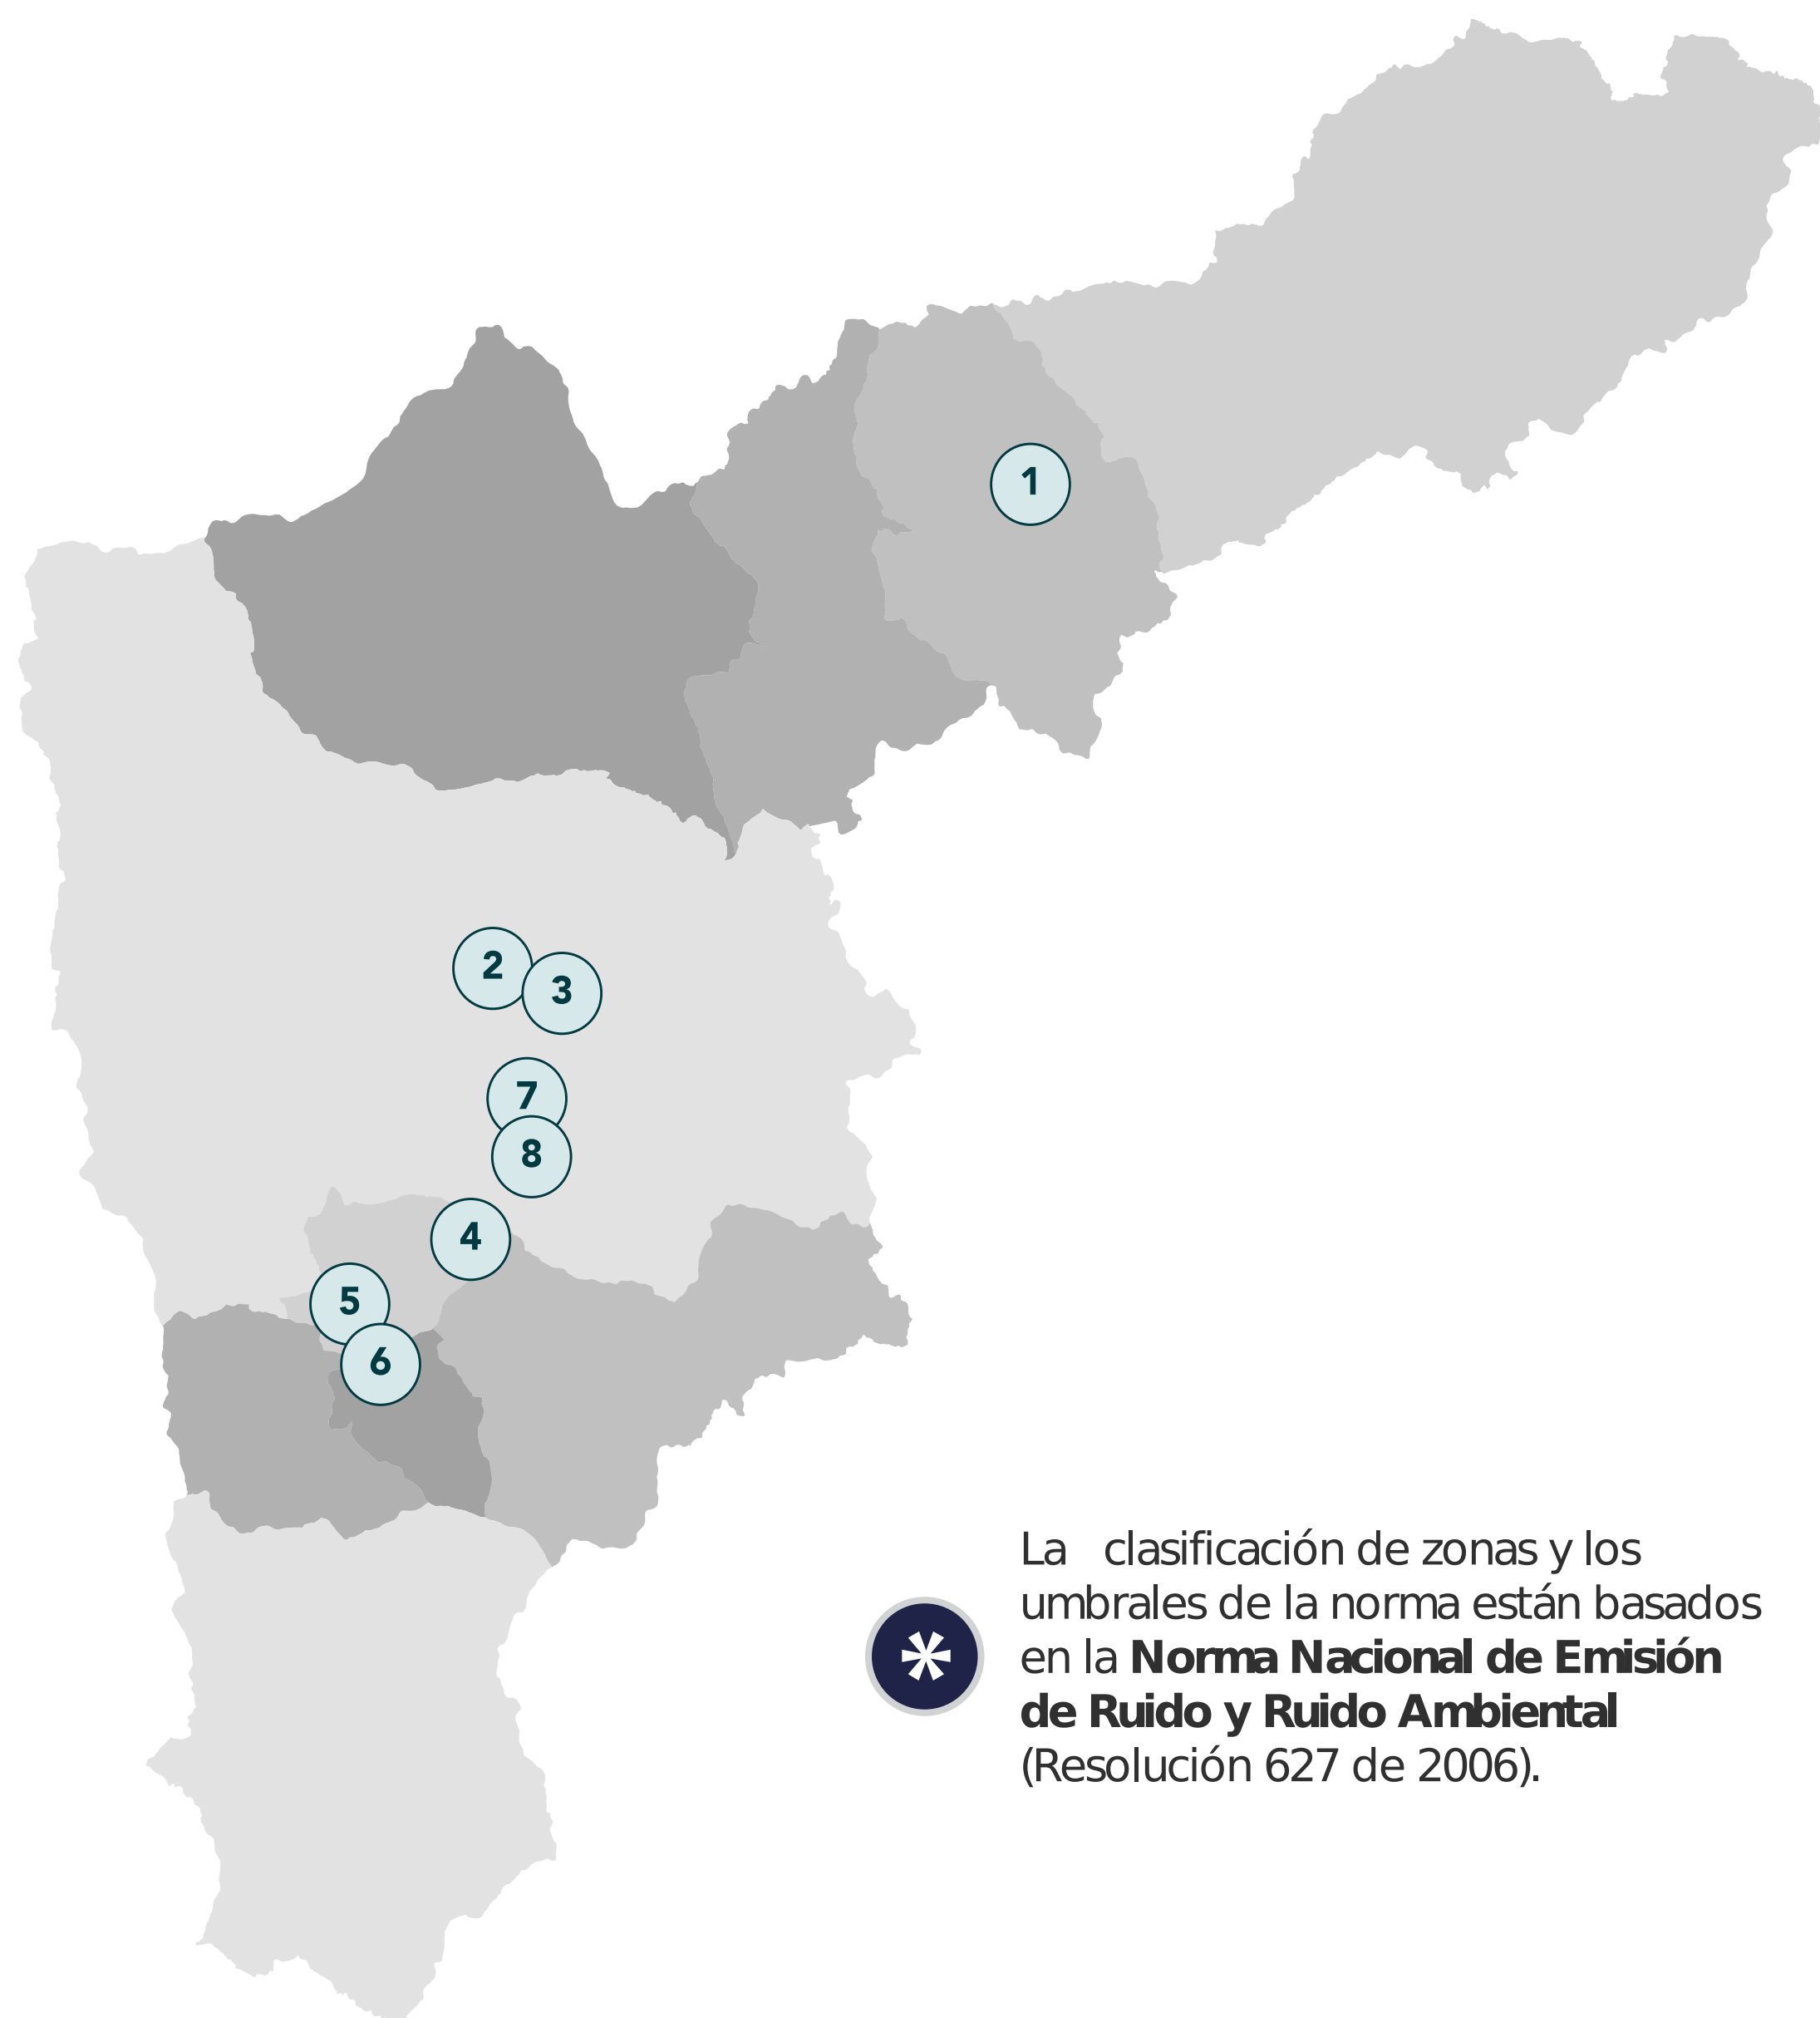 1
2
3
7
8
4
5
6
La clasificación de zonas y los
umbrales de la norma están basados
en la Norma Nacional de Emisión
de Ruido y Ruido Ambiental
(Resolución 627 de 2006).